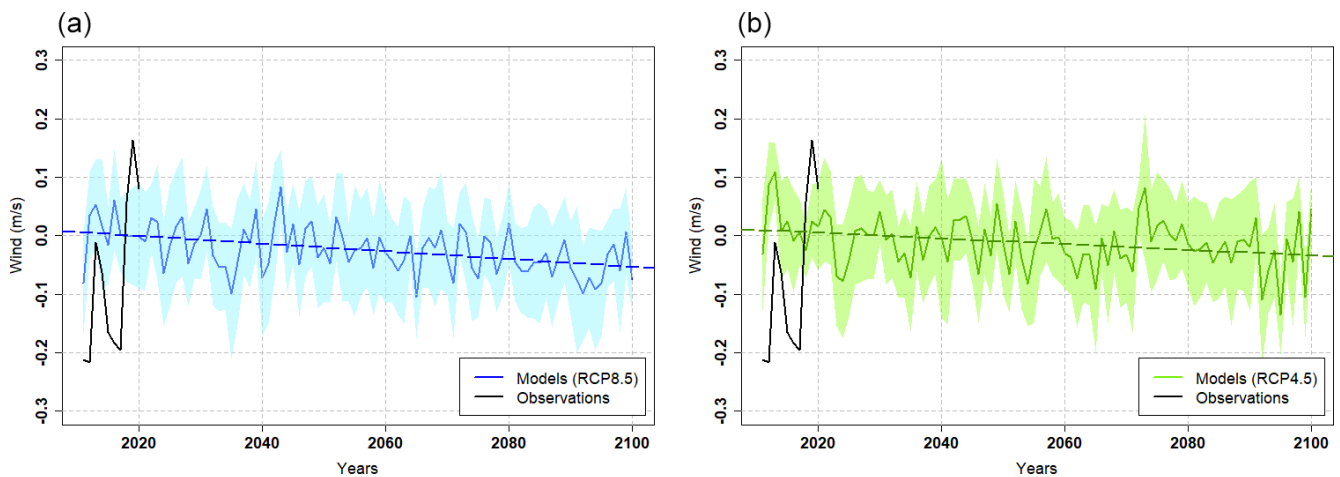 (a)
0.3
0.2
0.1
0.0
-0.1
-0.2
-0.3
Wind (m/s)
2020 2040 2060 2080 2100
Years
Models (RCP8.5)
Observations
(b)
0.3
0.2
0.1
0.0
-0.1
-0.2
-0.3
Wind (m/s)
2020 2040 2060 2080 2100
Years
Models (RCP4.5)
Observations